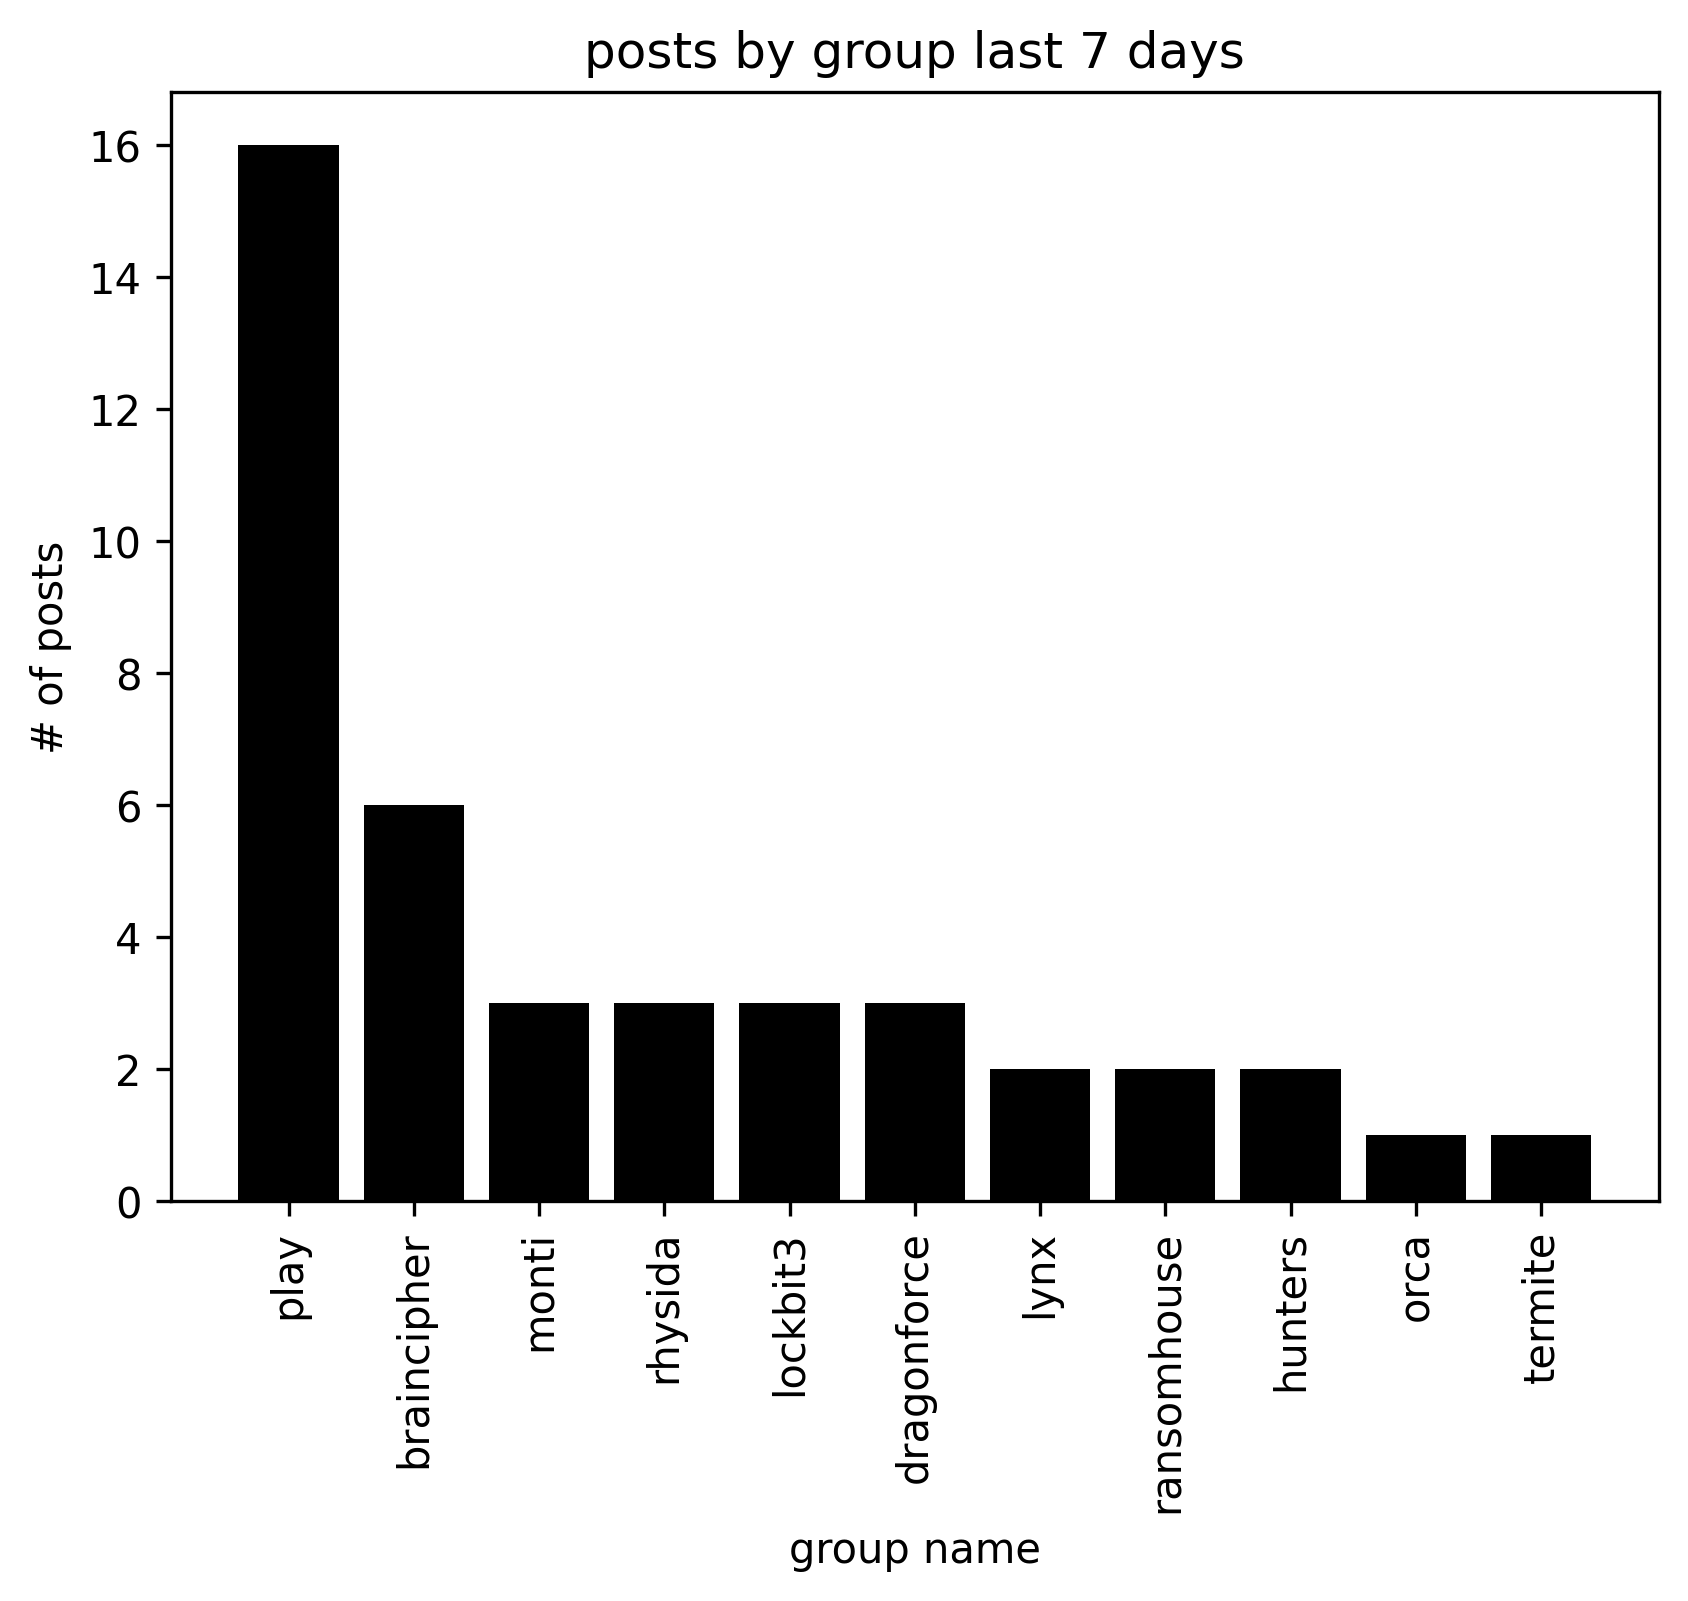 posts by group last 7 days
# of posts
16
14
12
10
8
6
4
2
0
play
braincipher
monti
rhysida
lockbit3
dragonforce
lynx
ransomhouse
hunters
orca
termite
group name